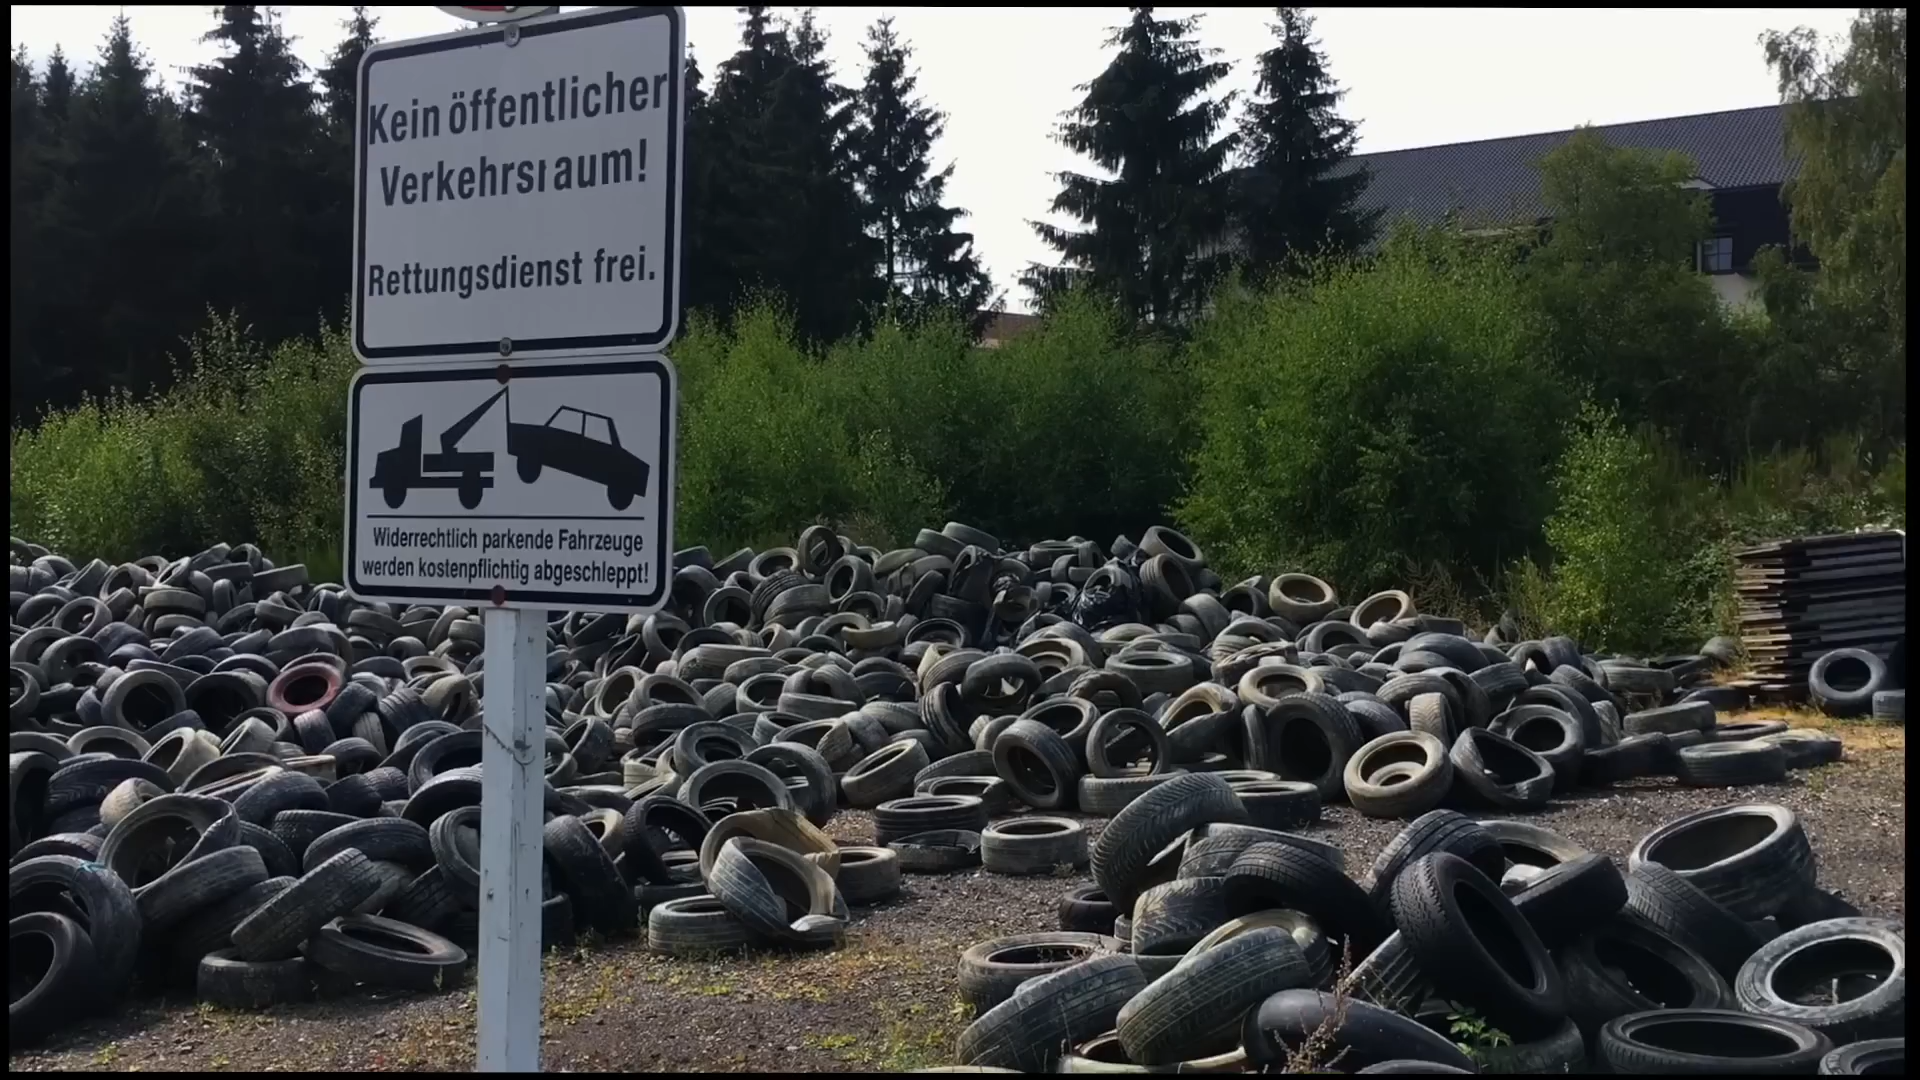 Kein öffentlicher
Verkehrsraum!
Rettungsdienst frei.
Widerrechtlich parkende Fahrzeuge
werden kostenpflichtig abgeschleppt!